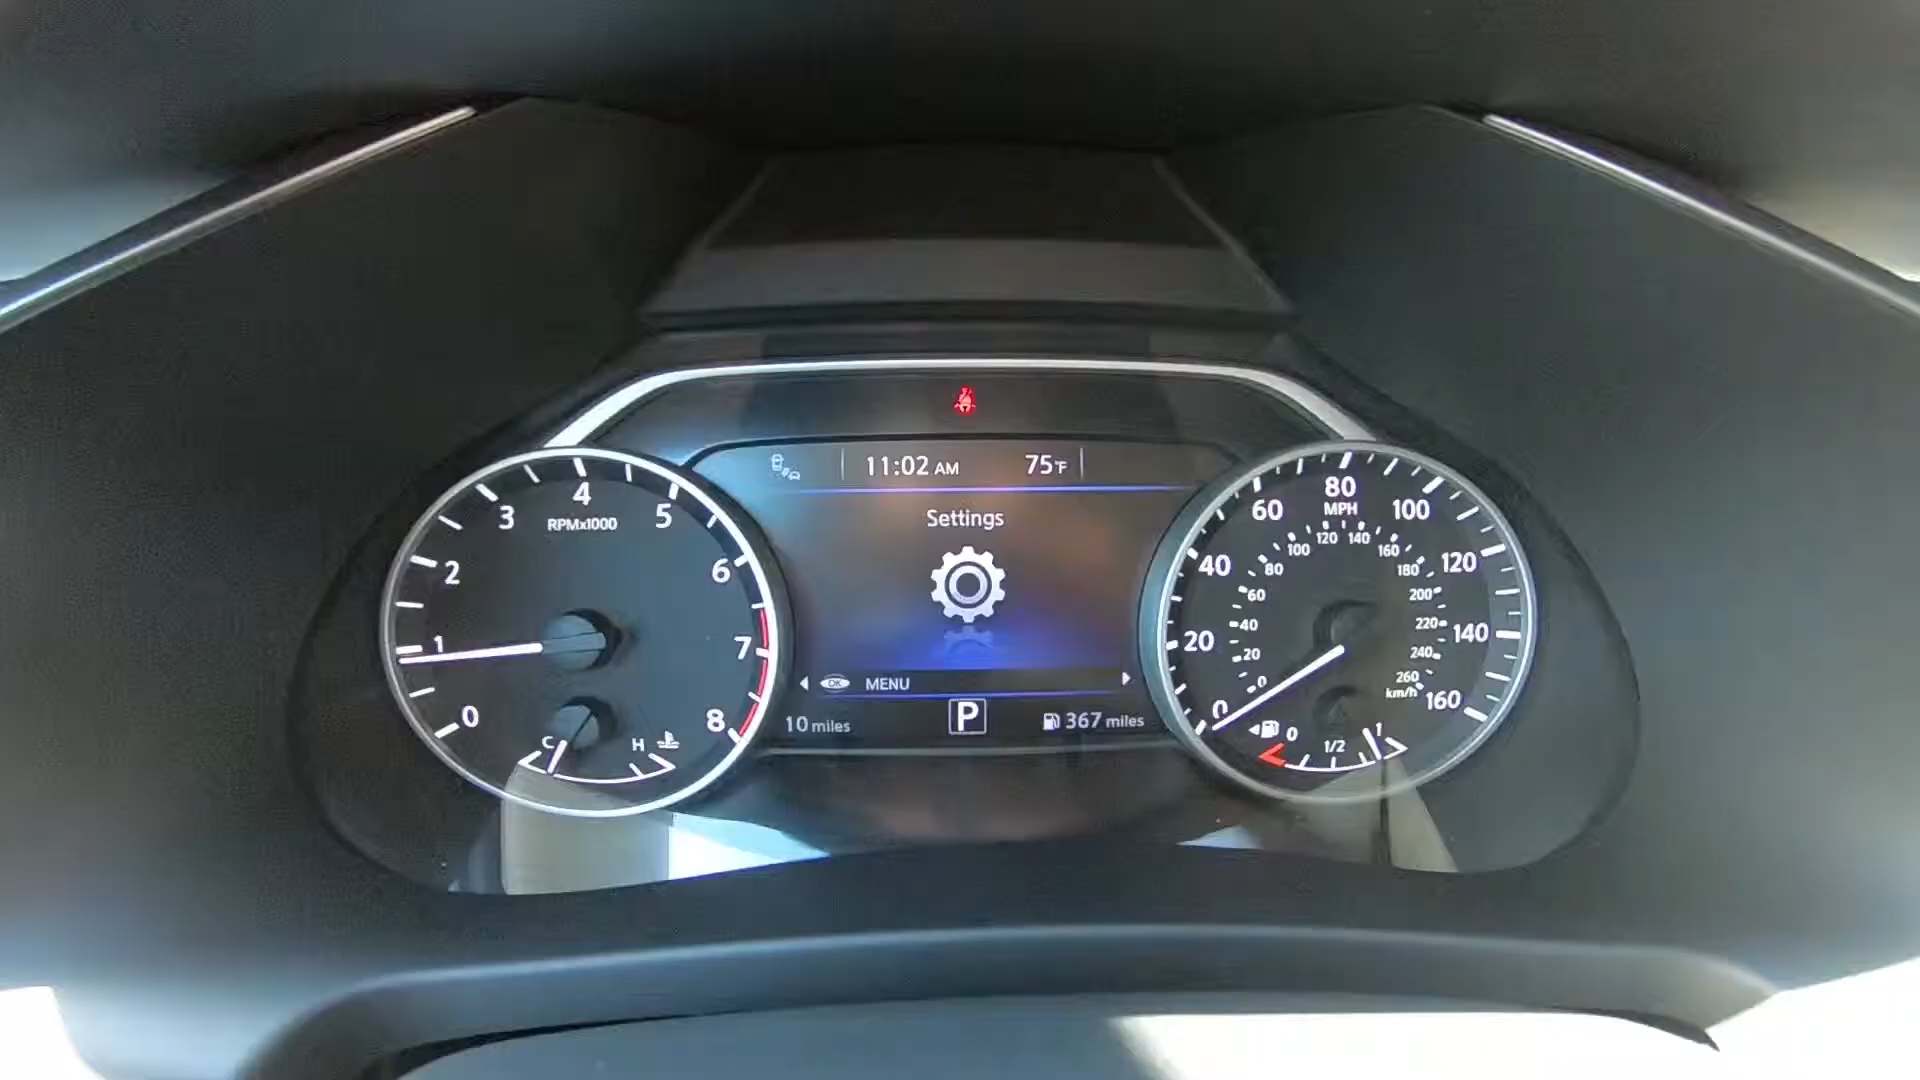 11:02 AM 75°F
Settings
OK MENU
10 miles P 367 miles
0 1 2 3 4 5 6 7 8
RPMx1000
C H
0 20 40 60 80 100 120 140 160
MPH
0 20 40 60 80 100 120 140 160 180 200 220 240 260
km/h
0 1/2 1